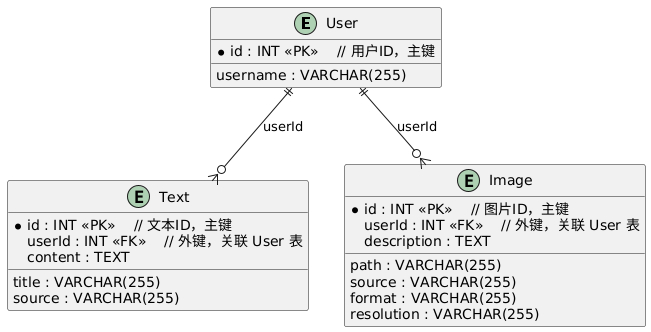 E User
* id : INT «PK»    // 用户ID，主键
username : VARCHAR(255)
userId
userId
E Text
* id : INT «PK»    // 文本ID，主键
userId : INT «FK»    // 外键，关联 User 表
content : TEXT
title : VARCHAR(255)
source : VARCHAR(255)
E Image
* id : INT «PK»    // 图片ID，主键
userId : INT «FK»    // 外键，关联 User 表
description : TEXT
path : VARCHAR(255)
source : VARCHAR(255)
format : VARCHAR(255)
resolution : VARCHAR(255)